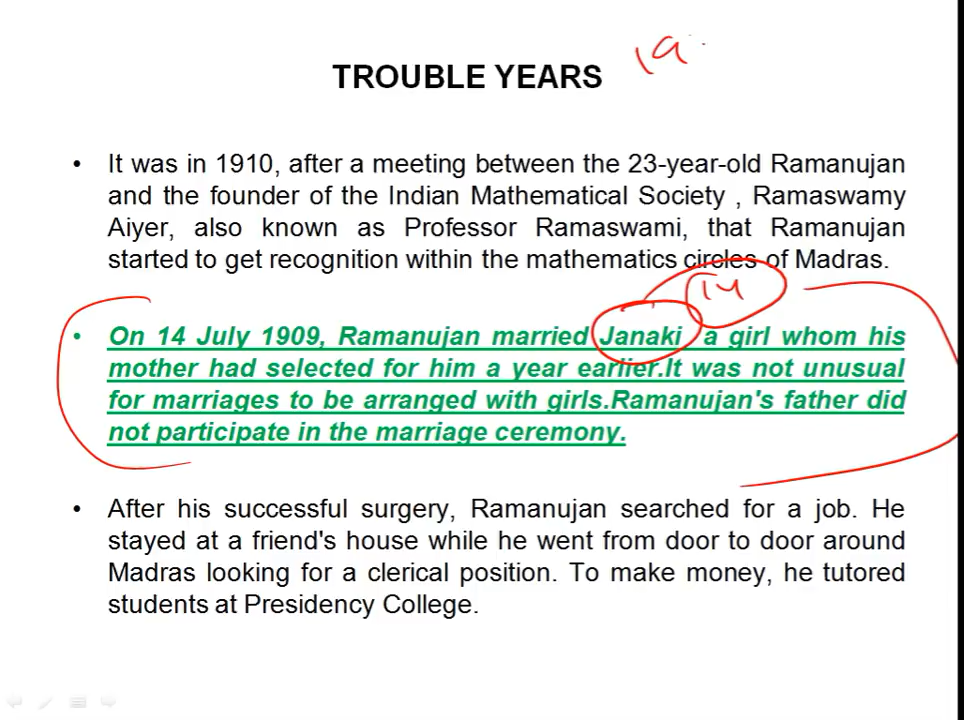 TROUBLE YEARS
19
• It was in 1910, after a meeting between the 23-year-old Ramanujan
and the founder of the Indian Mathematical Society , Ramaswamy
Aiyer, also known as Professor Ramaswami, that Ramanujan
started to get recognition within the mathematics circles of Madras.
14
• On 14 July 1909, Ramanujan married Janaki a girl whom his
mother had selected for him a year earlier.It was not unusual
for marriages to be arranged with girls.Ramanujan's father did
not participate in the marriage ceremony.
• After his successful surgery, Ramanujan searched for a job. He
stayed at a friend's house while he went from door to door around
Madras looking for a clerical position. To make money, he tutored
students at Presidency College.